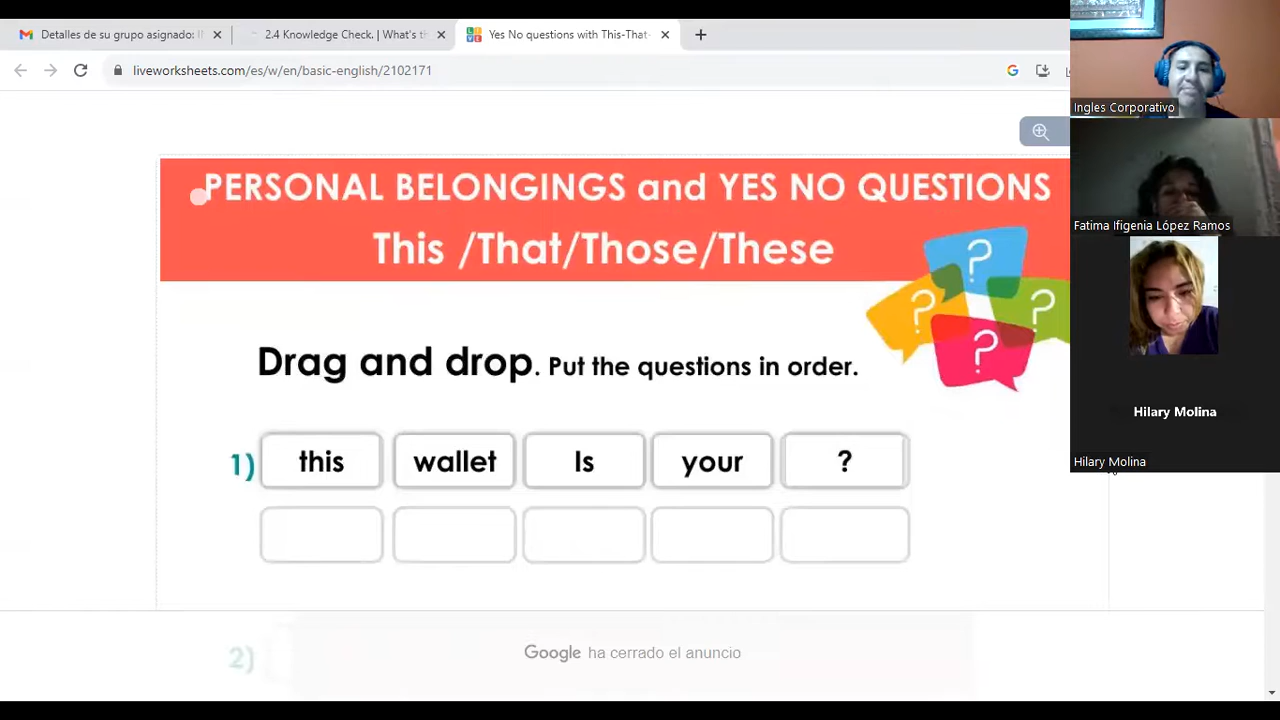 Detalles de su grupo asignado: I
2.4 Knowledge Check. | What's
Yes No questions with This-That-
liveworksheets.com/es/w/en/basic-english/2102171
PERSONAL BELONGINGS and YES NO QUESTIONS
This /That/Those/These
? ? ? ?
Drag and drop. Put the questions in order.
1) this wallet Is your ?
2)
Google ha cerrado el anuncio
Ingles Corporativo
Fatima Ifigenia López Ramos
Hilary Molina
Hilary Molina